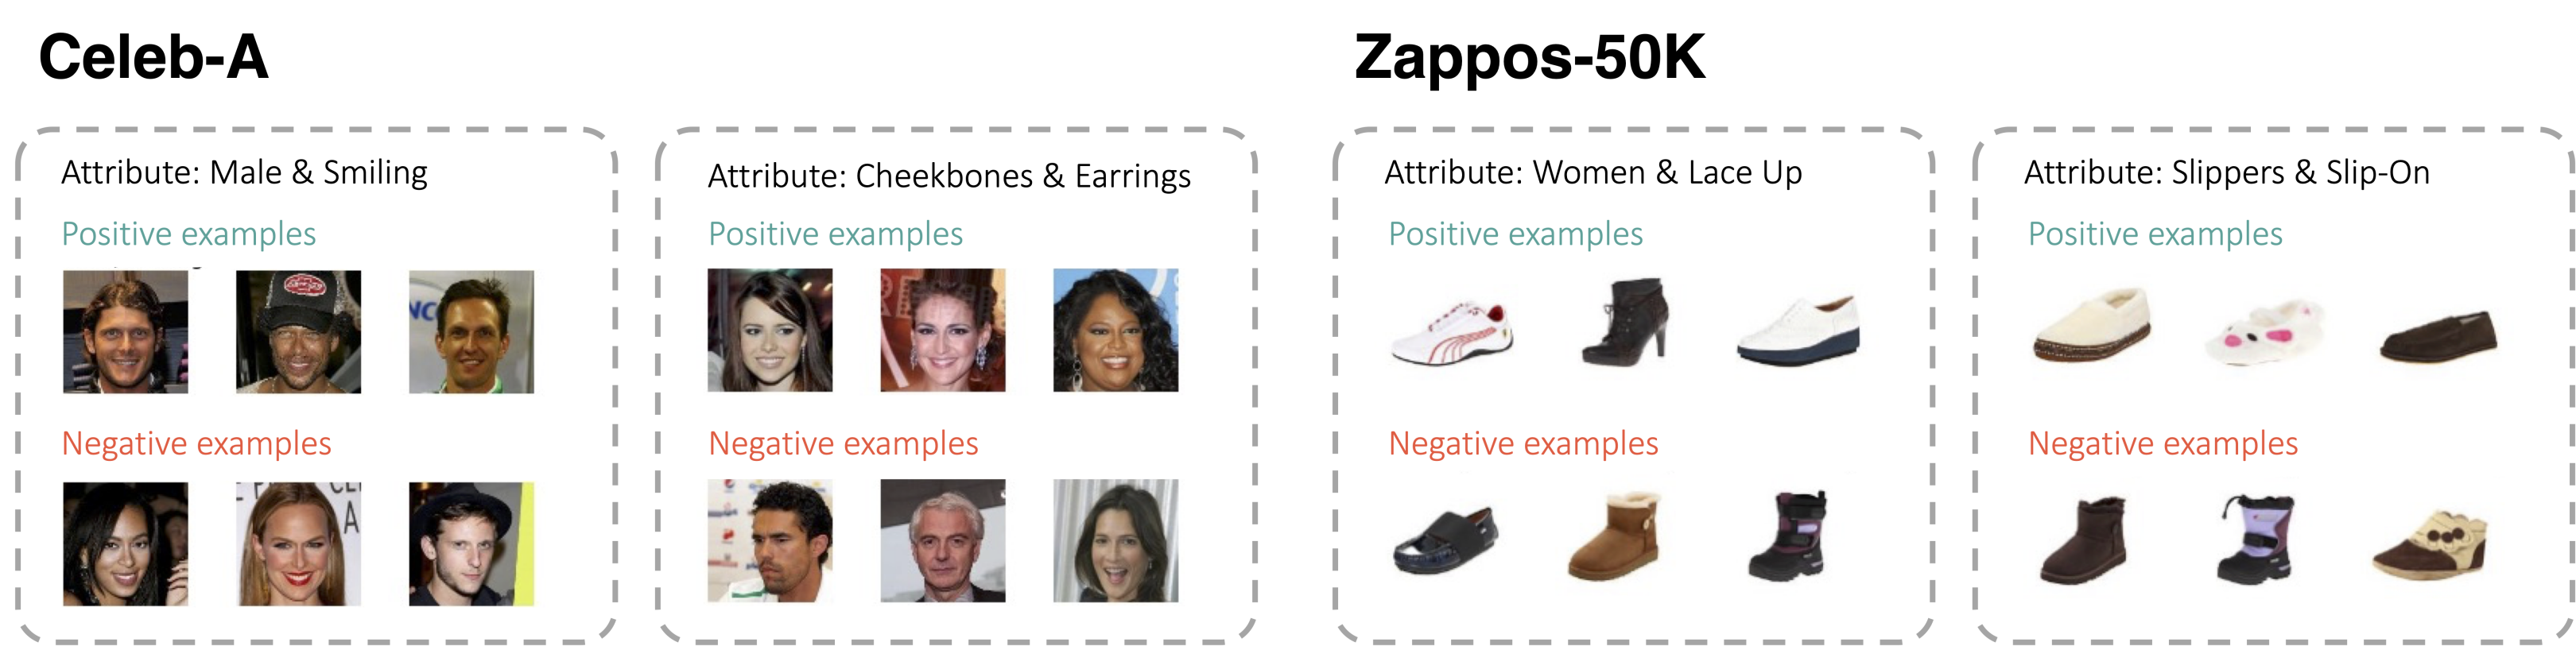 Celeb-A
Attribute: Male & Smiling
Positive examples
Negative examples
Attribute: Cheekbones & Earrings
Positive examples
Negative examples
Zappos-50K
Attribute: Women & Lace Up
Positive examples
Negative examples
Attribute: Slippers & Slip-On
Positive examples
Negative examples